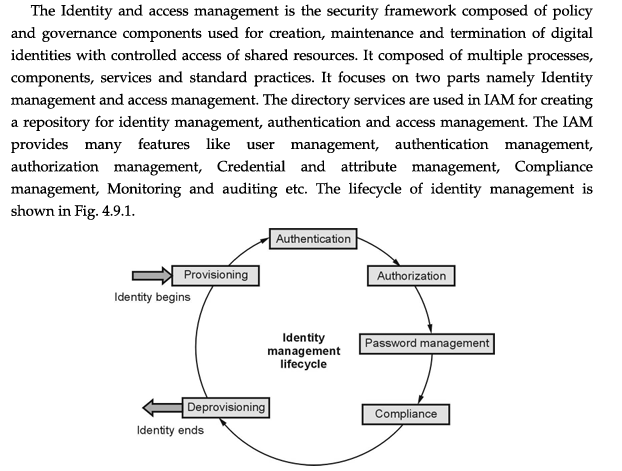 The Identity and access management is the security framework composed of policy
and governance components used for creation, maintenance and termination of digital
identities with controlled access of shared resources. It composed of multiple processes,
components, services and standard practices. It focuses on two parts namely Identity
management and access management. The directory services are used in IAM for creating
a repository for identity management, authentication and access management. The IAM
provides many features like user management, authentication management,
authorization management, Credential and attribute management, Compliance
management, Monitoring and auditing etc. The lifecycle of identity management is
shown in Fig. 4.9.1.
Authentication
Provisioning
Authorization
Identity begins
Identity
management
lifecycle
Password management
Deprovisioning
Compliance
Identity ends